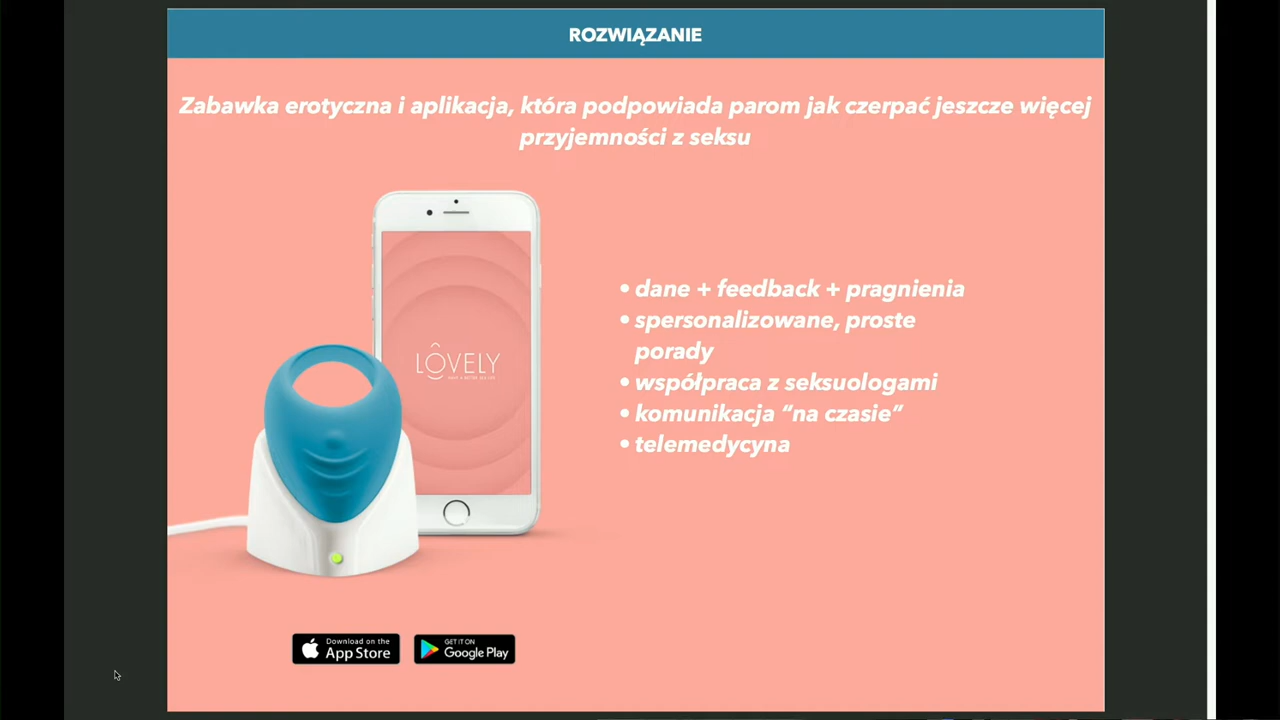 ROZWIĄZANIE
Zabawka erotyczna i aplikacja, która podpowiada parom jak czerpać jeszcze więcej
przyjemności z seksu
LOVELY
• dane + feedback + pragnienia
• spersonalizowane, proste
porady
• współpraca z seksuologami
• komunikacja “na czasie”
• telemedycyna
Download on the
App Store
GET IT ON
Google Play